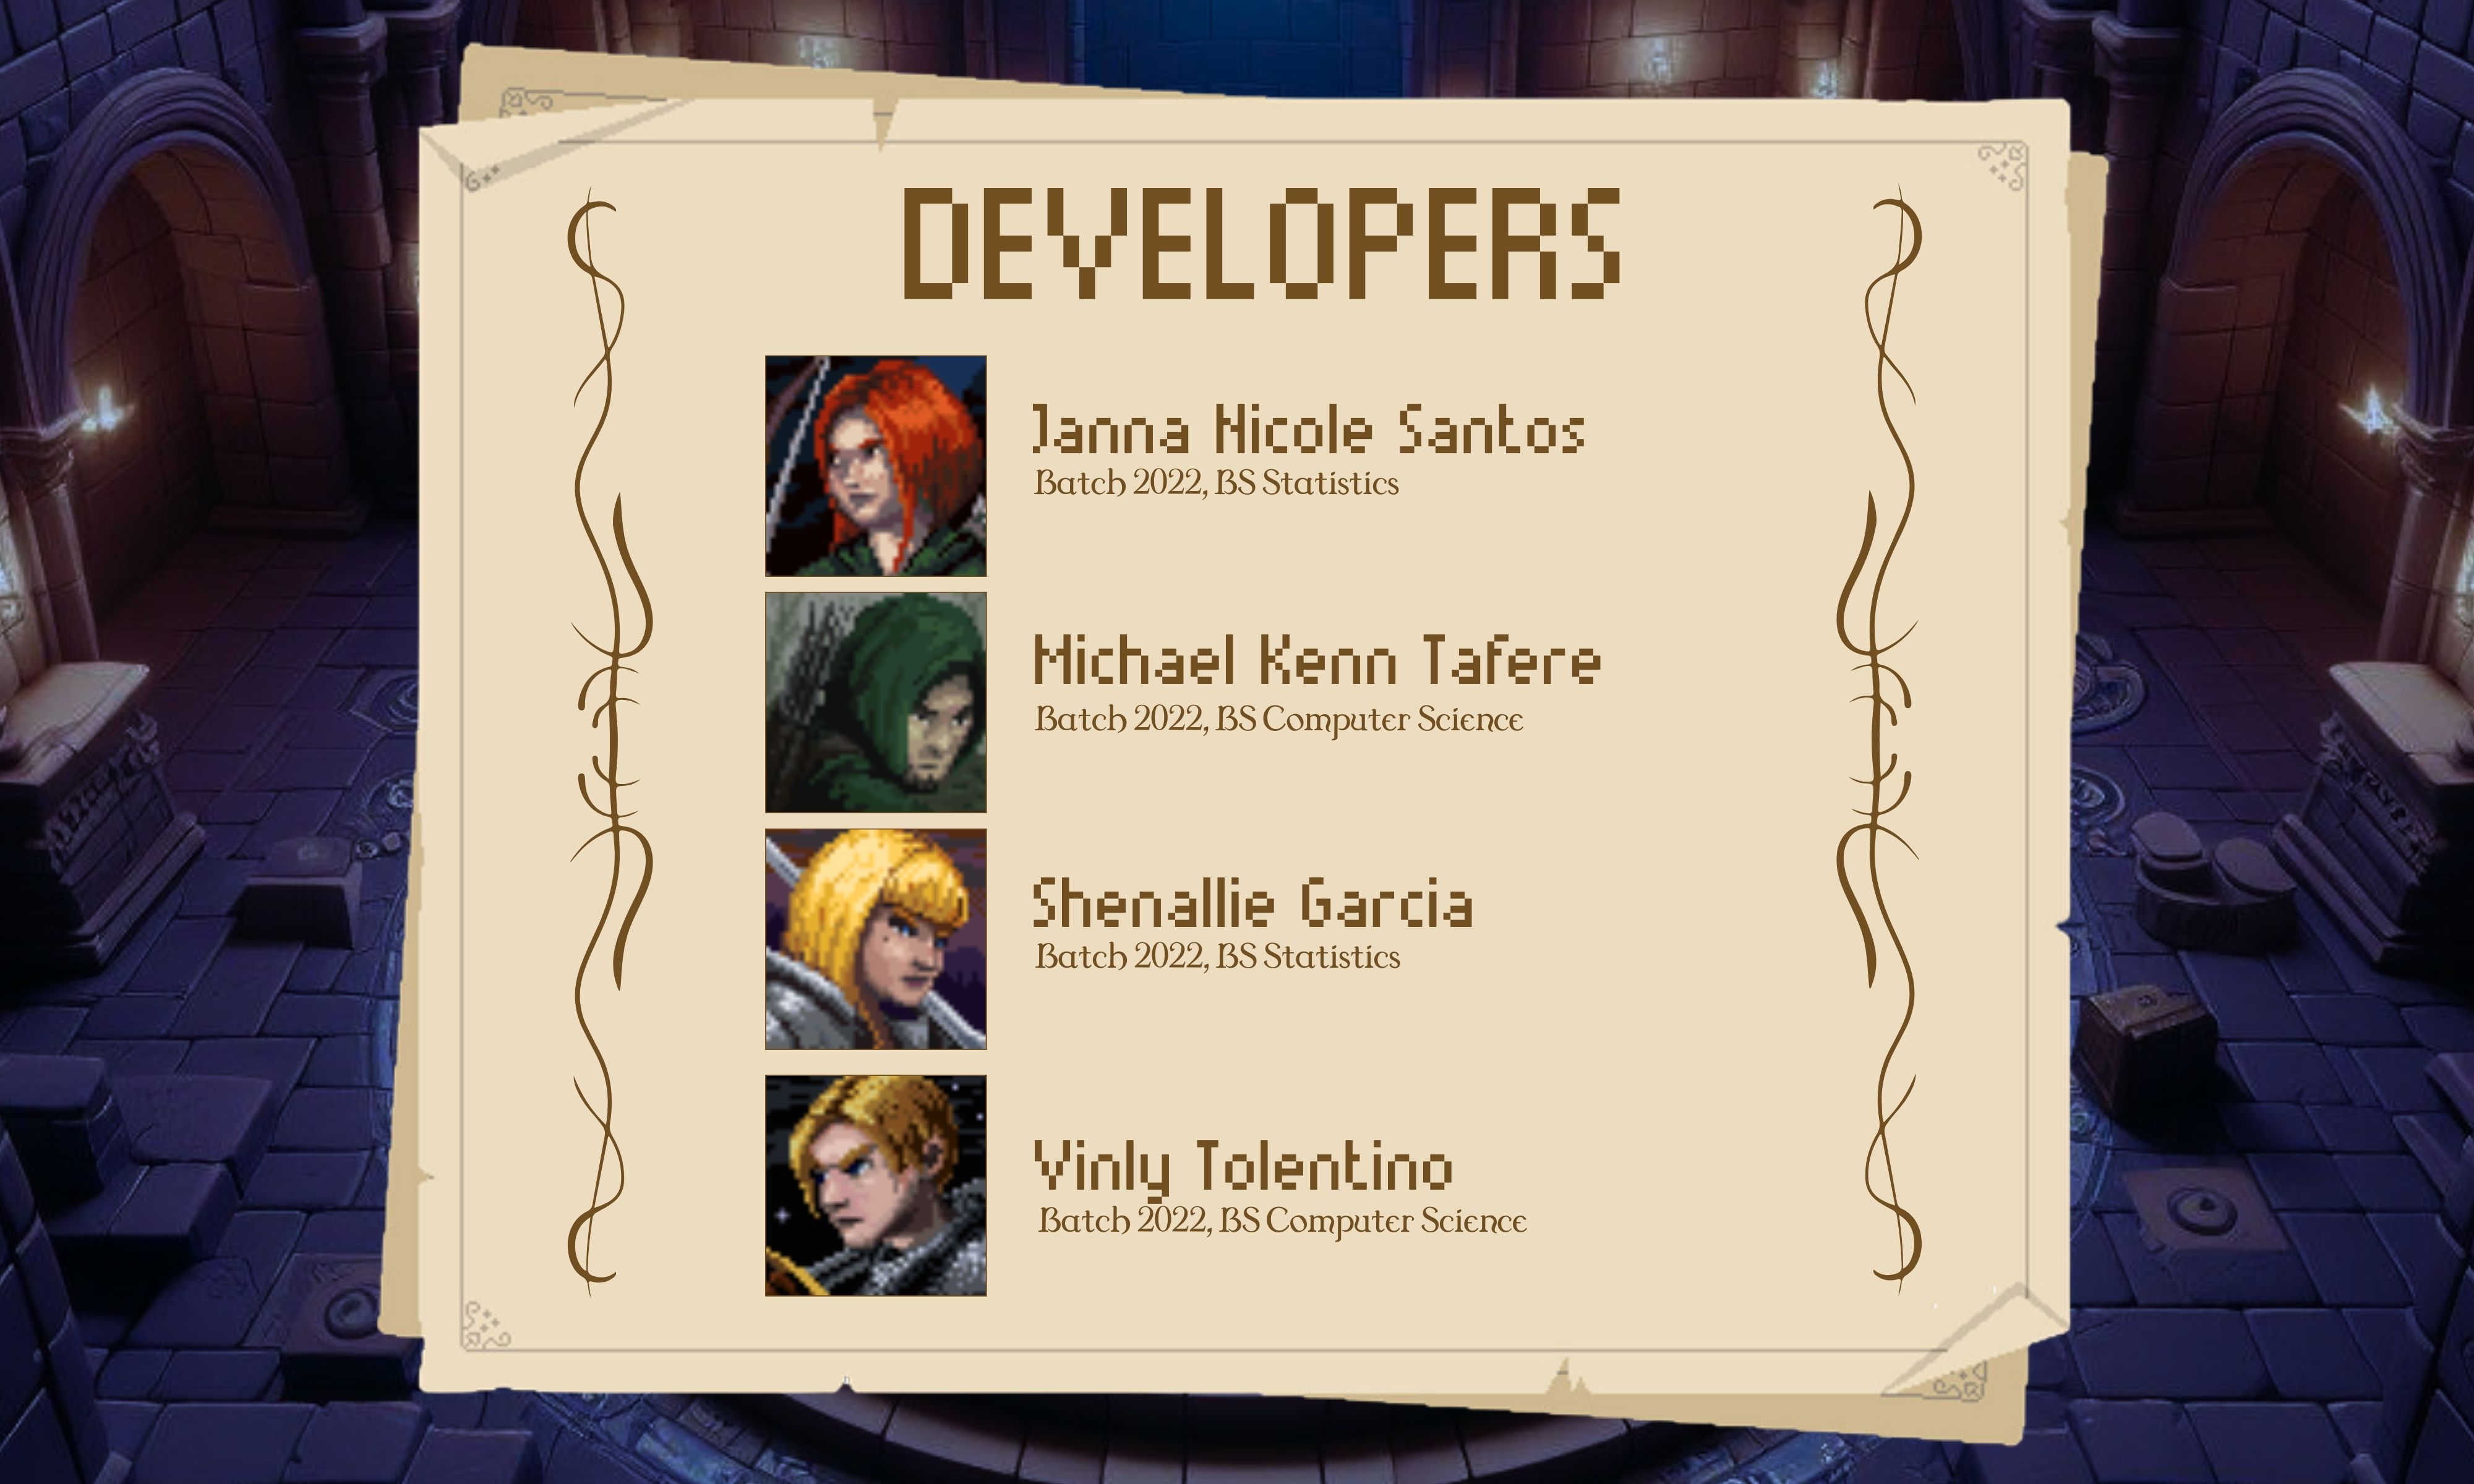 DEVELOPERS
Janna Nicole Santos
Batch 2022, BS Statistics
Michael Kenn Tafere
Batch 2022, BS Computer Science
Shenallie Garcia
Batch 2022, BS Statistics
Vinly Tolentino
Batch 2022, BS Computer Science